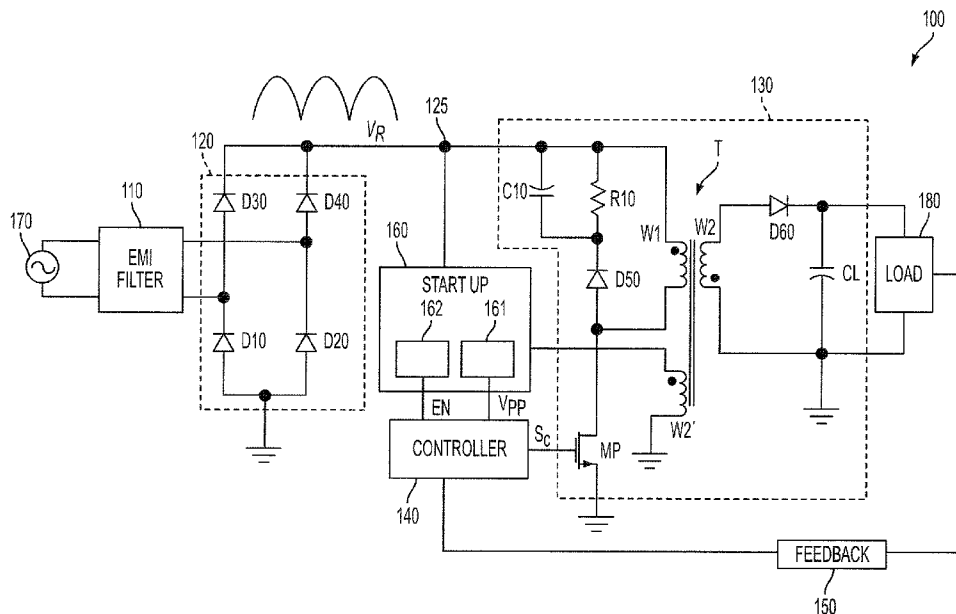 100
130
V_R
125
T
120
D30
D40
C10
R10
110
170
EMI
FILTER
160
W1
W2
D60
180
START UP
D50
LOAD
CL
162
161
D10
D20
EN
V_PP
W2'
CONTROLLER
S_C
MP
140
FEEDBACK
150